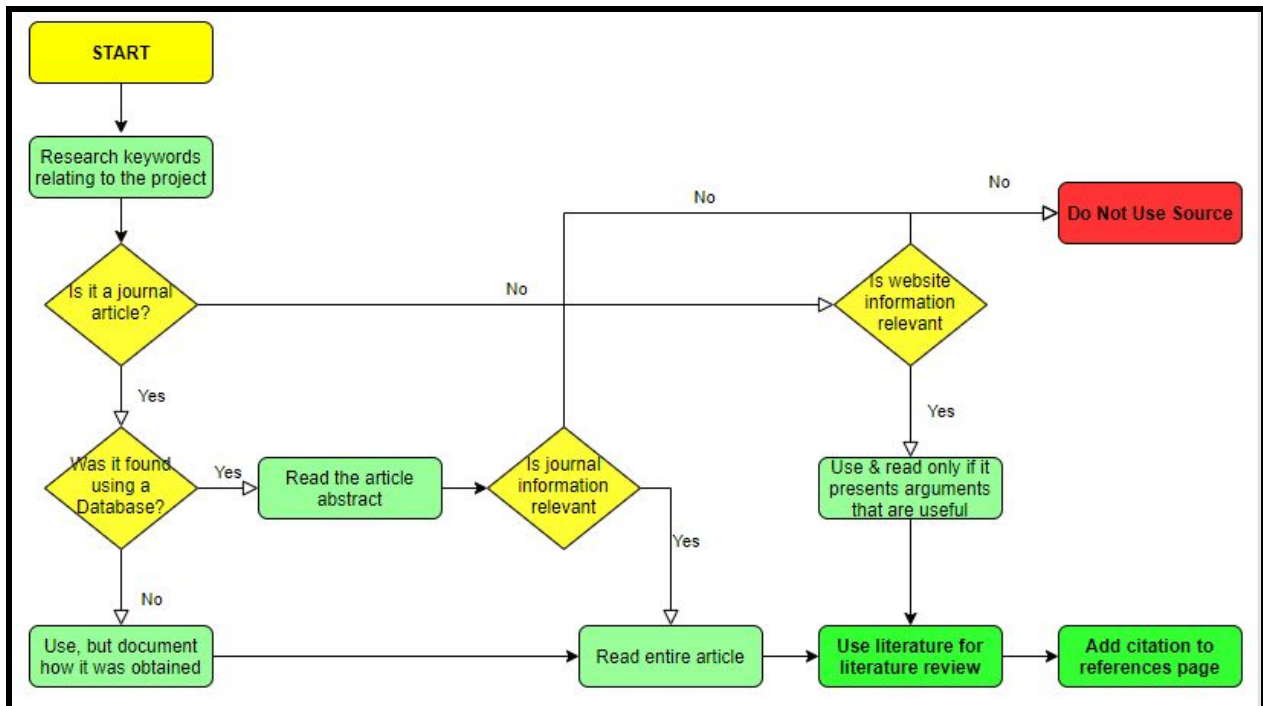 START
Research keywords
relating to the project
No
No
Do Not Use Source
Is it a journal
article?
No
Is website
information
relevant
Yes
Yes
Was it found
using a
Database?
Yes
Read the article
abstract
Is journal
information
relevant
Use & read only if it
presents arguments
that are useful
Yes
No
Use, but document
how it was obtained
Read entire article
Use literature for
literature review
Add citation to
references page